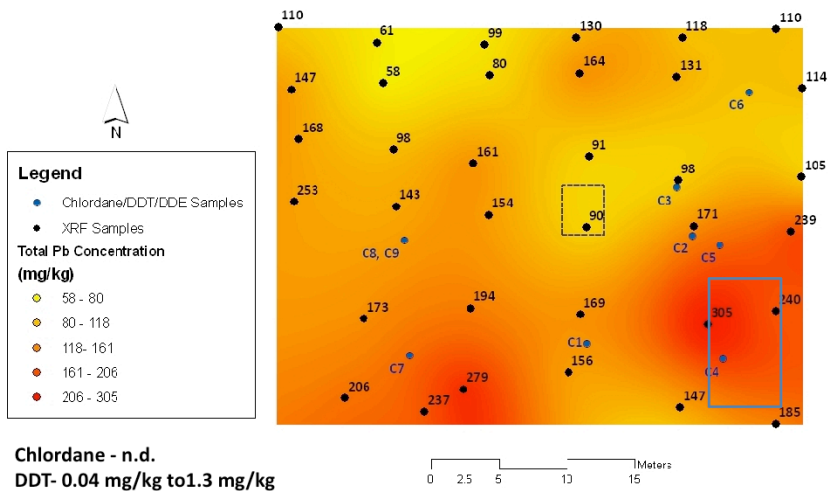 110
61
99
130
118
110
147
58
80
164
131
114
C6
N
168
98
161
91
98
105
Legend
Chlordane/DDT/DDE Samples
XRF Samples
Total Pb Concentration
(mg/kg)
58 - 80
80 - 118
118- 161
161 - 206
206 - 305
253
143
154
90
C3
171
239
C8, C9
C2
C5
173
194
169
305
240
C1
C7
156
C4
206
237
279
147
185
Chlordane - n.d.
DDT- 0.04 mg/kg to1.3 mg/kg
Meters
0 2.5 5 10 15